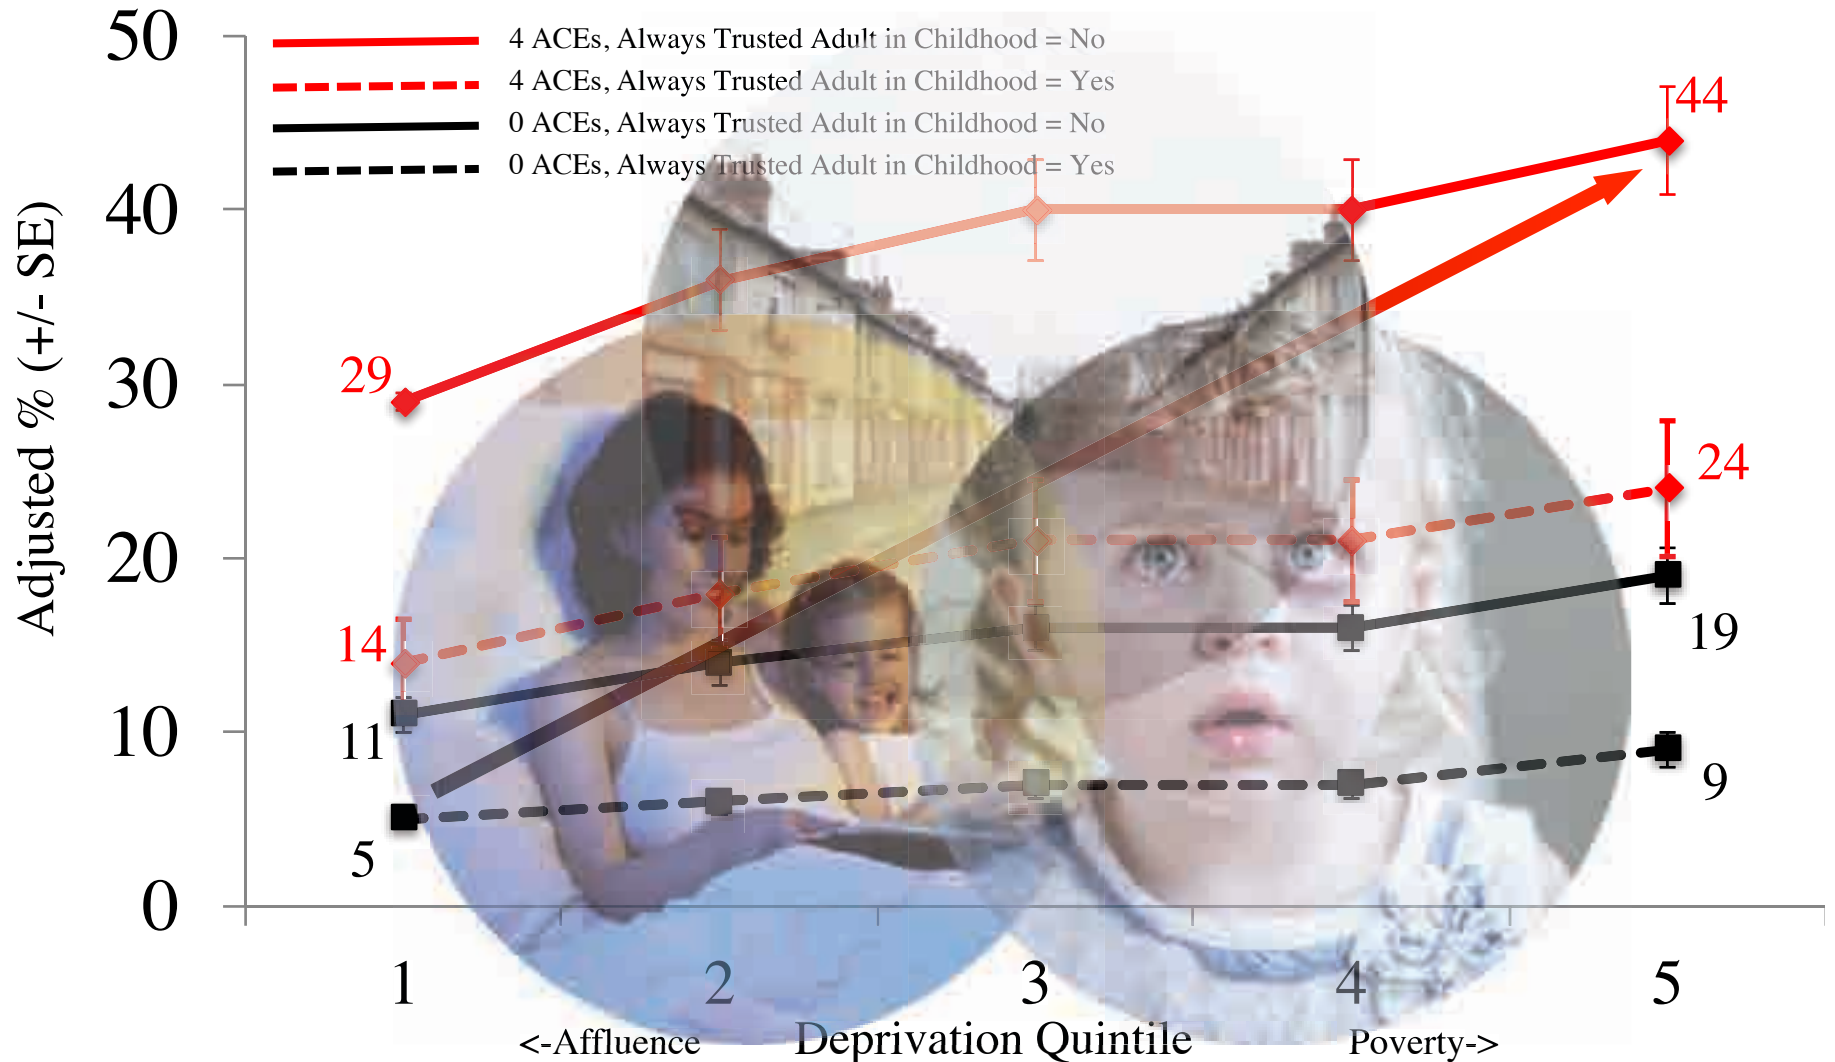 50
4 ACEs, Always Trusted Adult in Childhood = No
4 ACEs, Always Trusted Adult in Childhood = Yes
0 ACEs, Always Trusted Adult in Childhood = No
0 ACEs, Always Trusted Adult in Childhood = Yes
44
40
Adjusted % (+/- SE)
29
30
24
20
14
19
11
10
9
5
0
1 2 3 4 5
<-Affluence Deprivation Quintile Poverty->